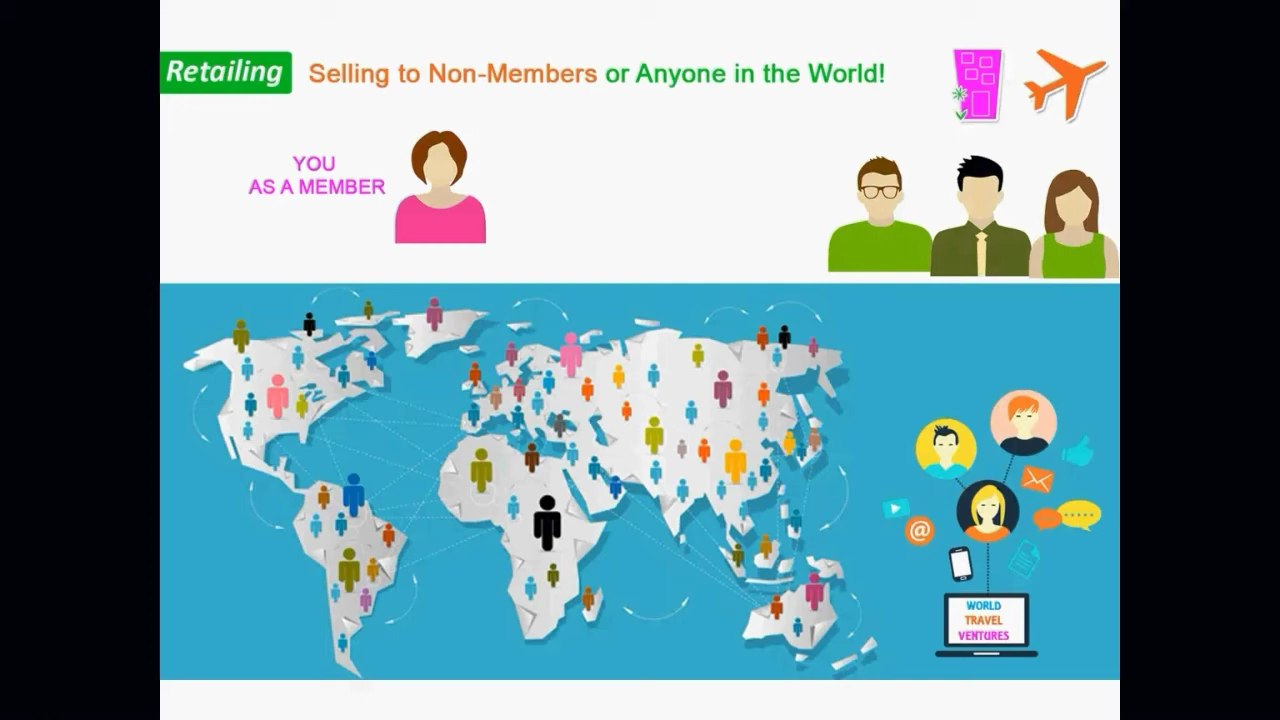 Retailing
Selling to Non-Members or Anyone in the World!
YOU
AS A MEMBER
@
WORLD
TRAVEL
VENTURES